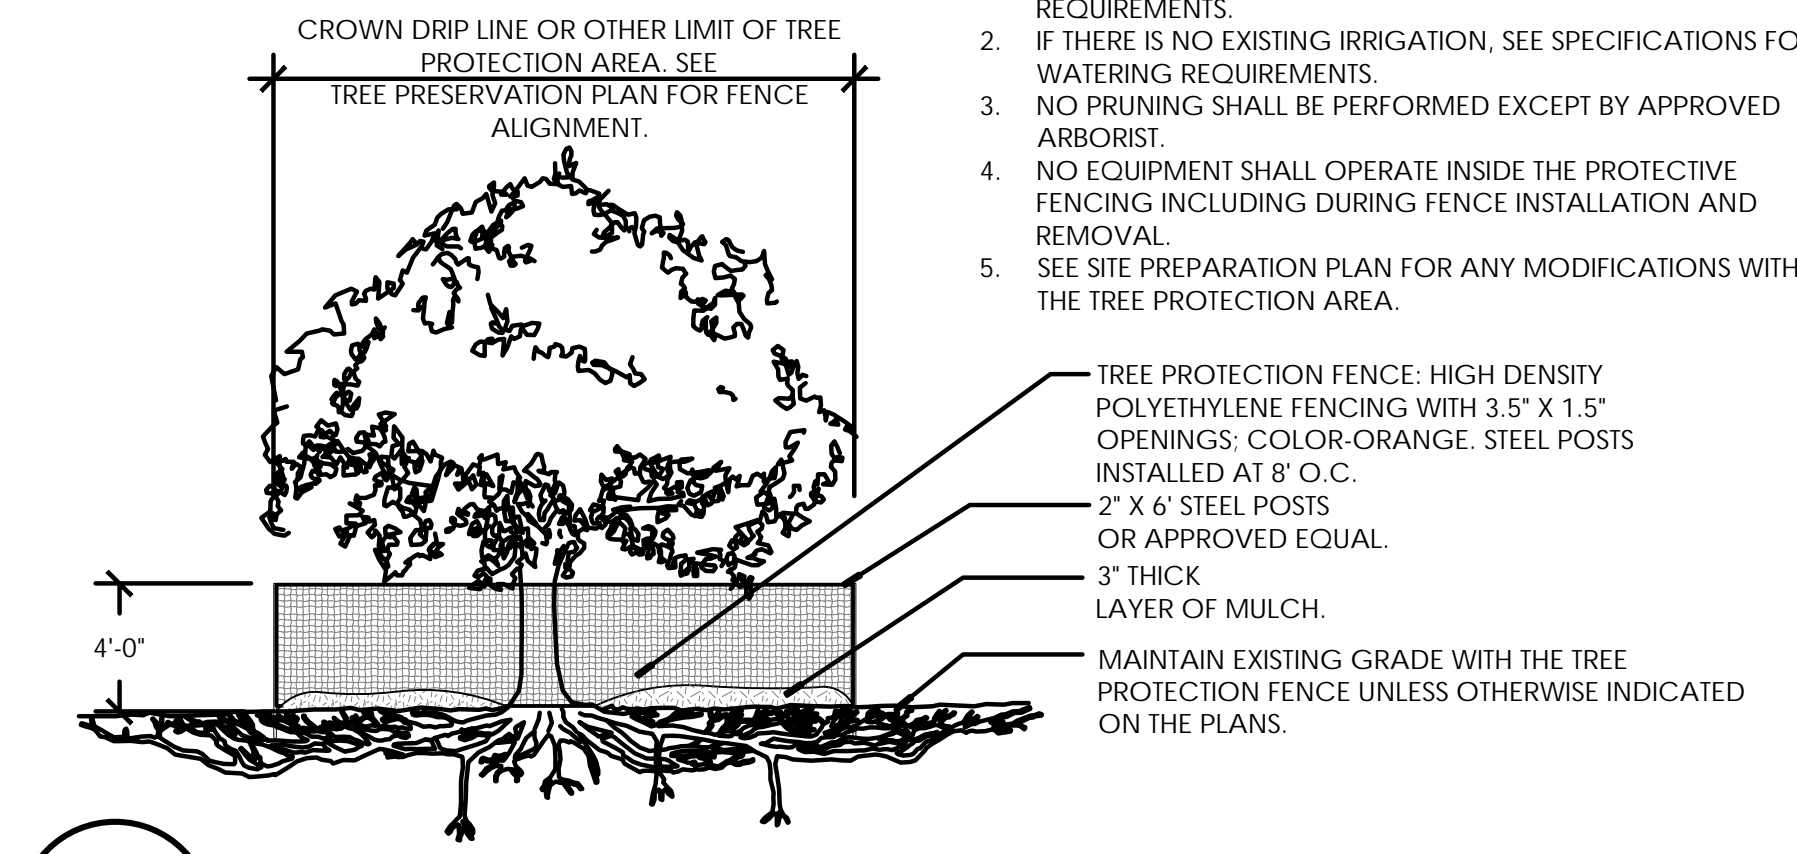 CROWN DRIP LINE OR OTHER LIMIT OF TREE
PROTECTION AREA. SEE
TREE PRESERVATION PLAN FOR FENCE
ALIGNMENT.
REQUIREMENTS.
2. IF THERE IS NO EXISTING IRRIGATION, SEE SPECIFICATIONS FO
WATERING REQUIREMENTS.
3. NO PRUNING SHALL BE PERFORMED EXCEPT BY APPROVED
ARBORIST.
4. NO EQUIPMENT SHALL OPERATE INSIDE THE PROTECTIVE
FENCING INCLUDING DURING FENCE INSTALLATION AND
REMOVAL.
5. SEE SITE PREPARATION PLAN FOR ANY MODIFICATIONS WITH
THE TREE PROTECTION AREA.
TREE PROTECTION FENCE: HIGH DENSITY
POLYETHYLENE FENCING WITH 3.5" X 1.5"
OPENINGS; COLOR-ORANGE. STEEL POSTS
INSTALLED AT 8' O.C.
2" X 6' STEEL POSTS
OR APPROVED EQUAL.
3" THICK
LAYER OF MULCH.
4'-0"
MAINTAIN EXISTING GRADE WITH THE TREE
PROTECTION FENCE UNLESS OTHERWISE INDICATED
ON THE PLANS.